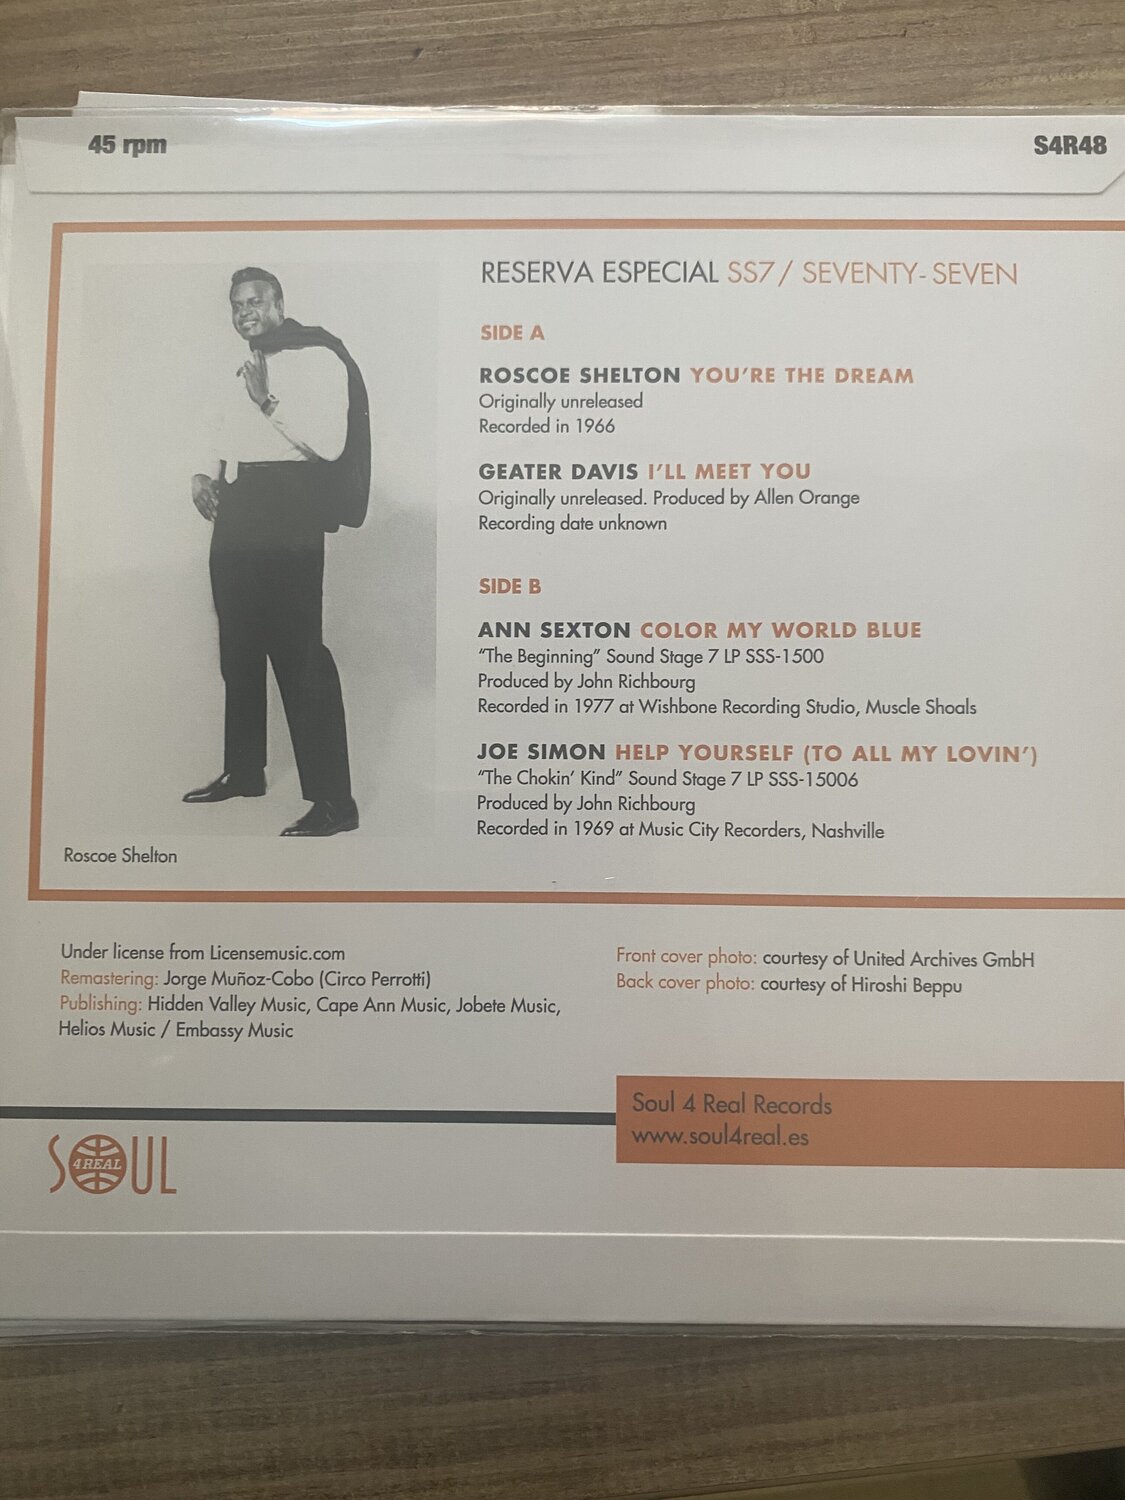 45 rpm
S4R48
RESERVA ESPECIAL SS7/ SEVENTY-SEVEN
SIDE A
ROSCOE SHELTON YOU'RE THE DREAM
Originally unreleased
Recorded in 1966
GEATER DAVIS I'LL MEET YOU
Originally unreleased. Produced by Allen Orange
Recording date unknown
SIDE B
ANN SEXTON COLOR MY WORLD BLUE
"The Beginning" Sound Stage 7 LP SSS-1500
Produced by John Richbourg
Recorded in 1977 at Wishbone Recording Studio, Muscle Shoals
JOE SIMON HELP YOURSELF (TO ALL MY LOVIN')
"The Chokin' Kind" Sound Stage 7 LP SSS-15006
Produced by John Richbourg
Recorded in 1969 at Music City Recorders, Nashville
Roscoe Shelton
Under license from Licensemusic.com
Remastering: Jorge Muñoz-Cobo (Circo Perrotti)
Publishing: Hidden Valley Music, Cape Ann Music, Jobete Music,
Helios Music / Embassy Music
Front cover photo: courtesy of United Archives GmbH
Back cover photo: courtesy of Hiroshi Beppu
Soul 4 Real Records
www.soul4real.es
SOUL
4 REAL